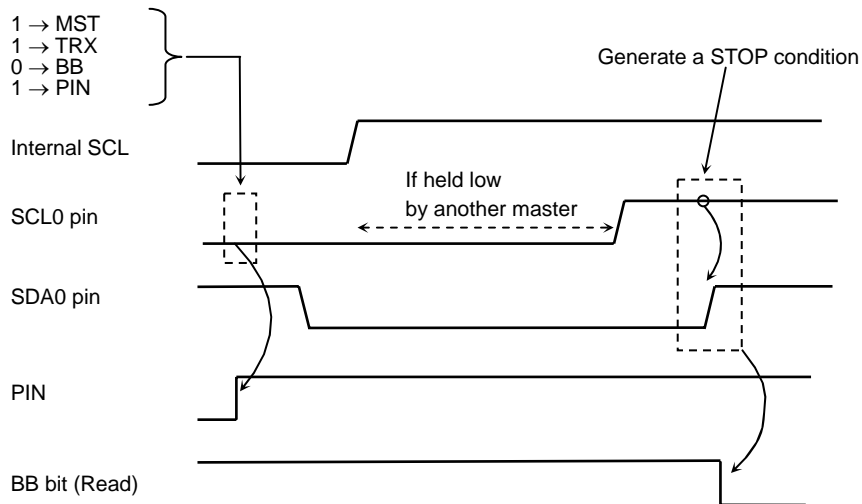 1 → MST
1 → TRX
0 → BB
1 → PIN
Generate a STOP condition
Internal SCL
If held low
by another master
SCL0 pin
SDA0 pin
PIN
BB bit (Read)